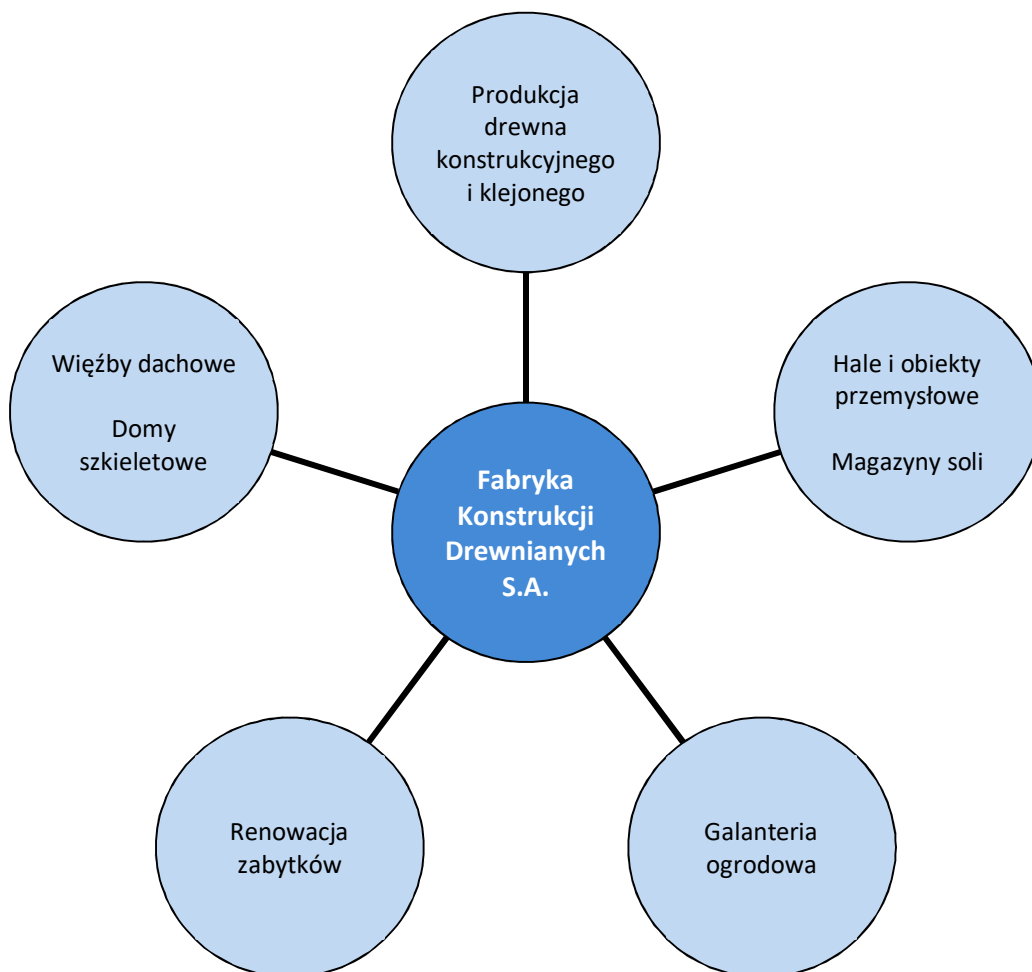 Produkcja
drewna
konstrukcyjnego
i klejonego
Więźby dachowe
Domy
szkieletowe
Hale i obiekty
przemysłowe
Magazyny soli
Fabryka
Konstrukcji
Drewnianych
S.A.
Renowacja
zabytków
Galanteria
ogrodowa